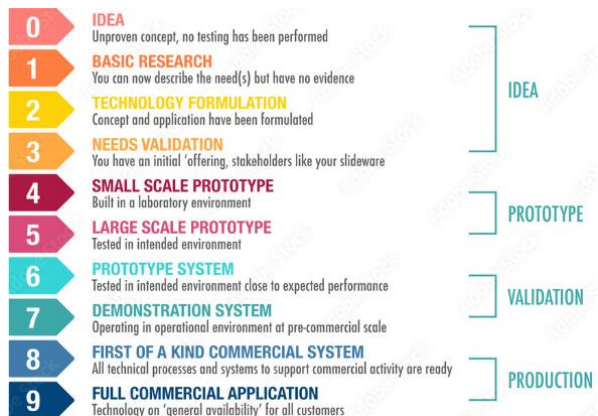 0
IDEA
Unproven concept, no testing has been performed
1
BASIC RESEARCH
You can now describe the need(s) but have no evidence
2
TECHNOLOGY FORMULATION
Concept and application have been formulated
3
NEEDS VALIDATION
You have an initial ‘offering, stakeholders like your slideware
IDEA
4
SMALL SCALE PROTOTYPE
Built in a laboratory environment
5
LARGE SCALE PROTOTYPE
Tested in intended environment
PROTOTYPE
6
PROTOTYPE SYSTEM
Tested in intended environment close to expected performance
7
DEMONSTRATION SYSTEM
Operating in operational environment at pre-commercial scale
VALIDATION
8
FIRST OF A KIND COMMERCIAL SYSTEM
All technical processes and systems to support commercial activity are ready
9
FULL COMMERCIAL APPLICATION
Technology on ‘general availability’ for all customers
PRODUCTION